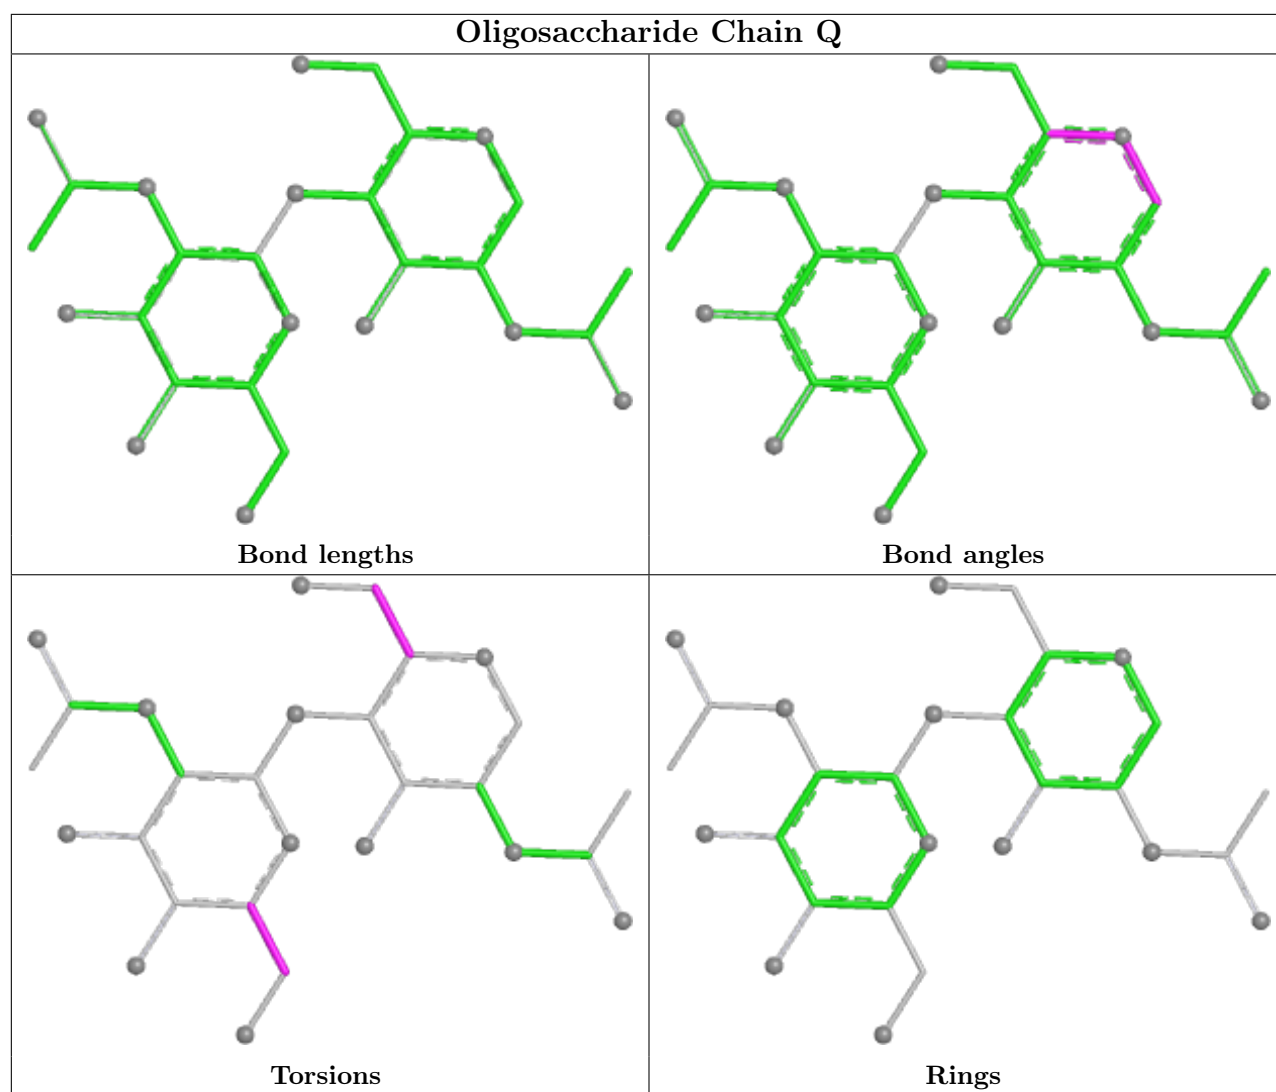 Oligosaccharide Chain Q
Bond lengths
Bond angles
Torsions
Rings